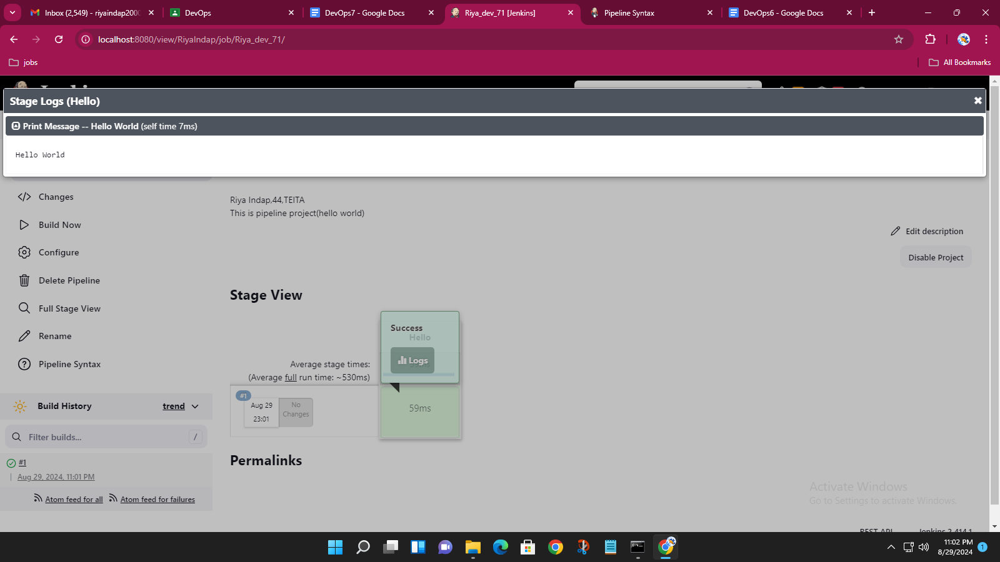 Inbox (2,549) - riyaindap200
DevOps
DevOps7 - Google Docs
Riya_dev_71 [Jenkins]
Pipeline Syntax
DevOps6 - Google Docs
localhost:8080/view/RiyaIndap/job/Riya_dev_71/
jobs
All Bookmarks
Stage Logs (Hello)
Print Message -- Hello World (self time 7ms)
Hello World
Changes
Build Now
Configure
Delete Pipeline
Full Stage View
Rename
Pipeline Syntax
Build History
trend
Filter builds...
/
#1
Aug 29, 2024, 11:01 PM
Atom feed for all
Atom feed for failures
Riya Indap,44,TEITA
This is pipeline project(hello world)
Edit description
Disable Project
Stage View
Success
Hello
Logs
Average stage times:
(Average full run time: ~530ms)
#1
Aug 29
23:01
No
Changes
59ms
Permalinks
Activate Windows
Go to Settings to activate Windows.
REST API
Jenkins 2.414.1
11:02 PM
8/29/2024
1